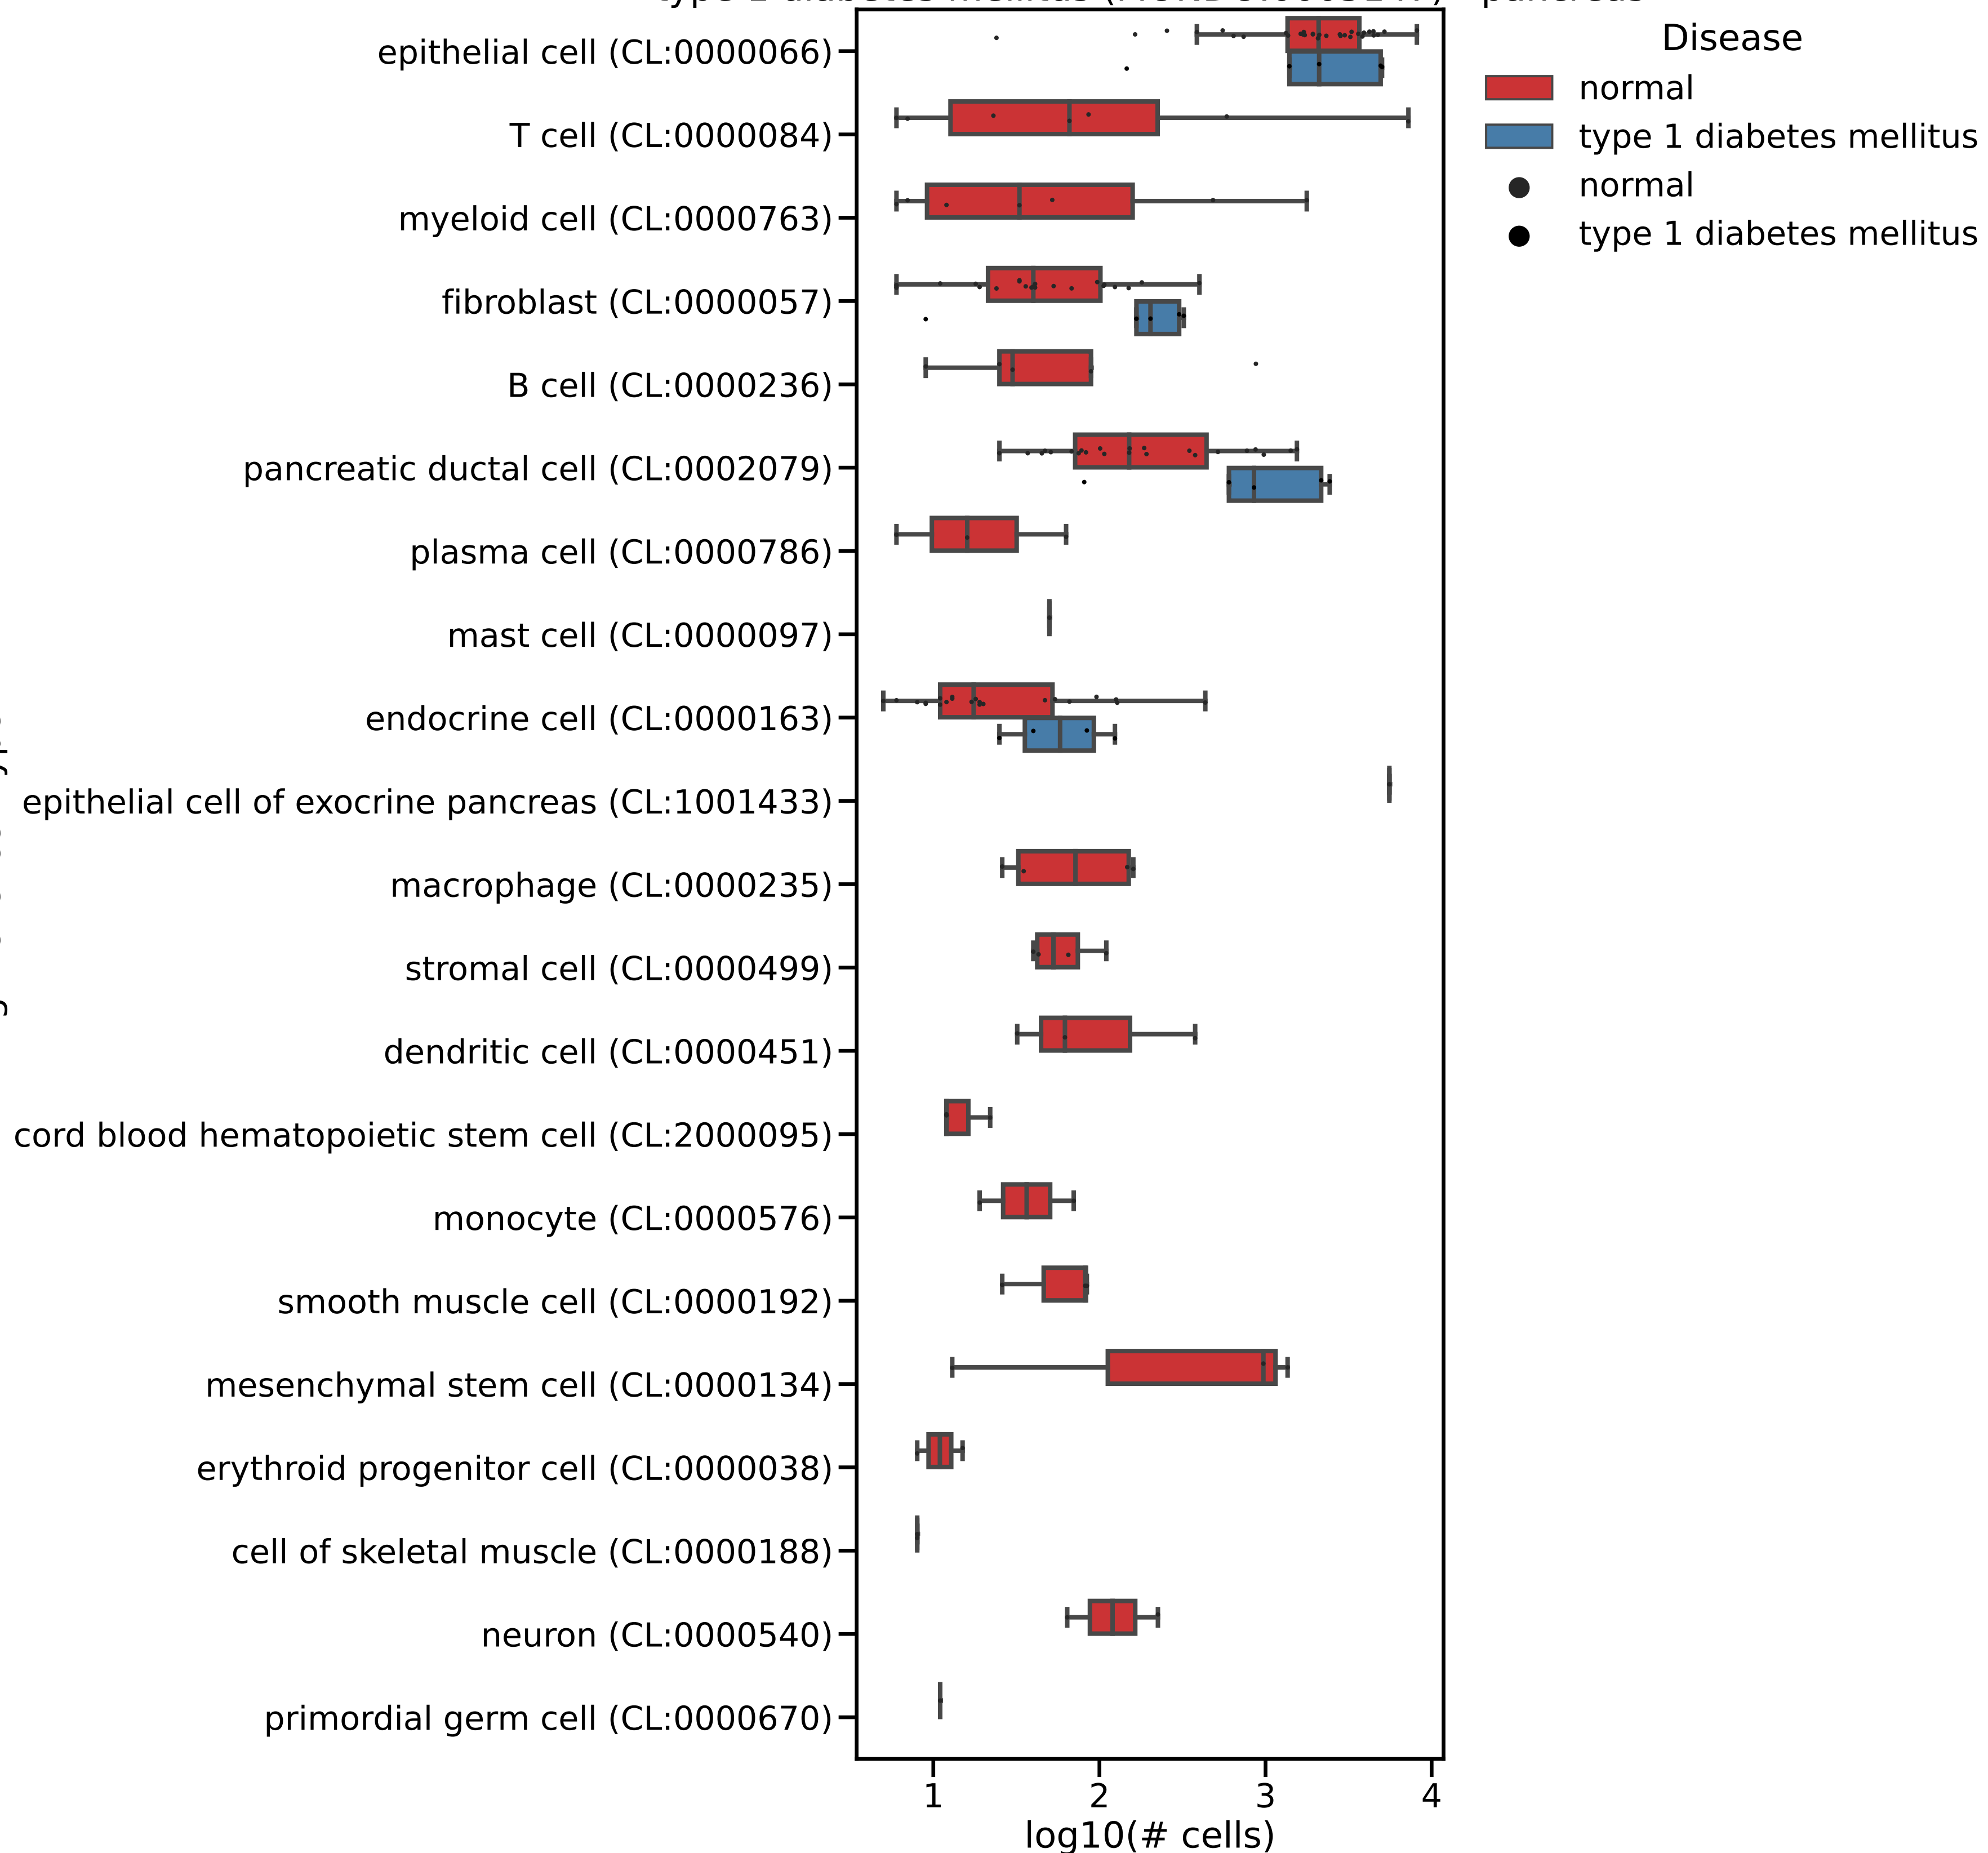 Disease
normal
type 1 diabetes mellitus
normal
type 1 diabetes mellitus
epithelial cell (CL:0000066)
T cell (CL:0000084)
myeloid cell (CL:0000763)
fibroblast (CL:0000057)
B cell (CL:0000236)
pancreatic ductal cell (CL:0002079)
plasma cell (CL:0000786)
mast cell (CL:0000097)
endocrine cell (CL:0000163)
epithelial cell of exocrine pancreas (CL:1001433)
macrophage (CL:0000235)
stromal cell (CL:0000499)
dendritic cell (CL:0000451)
cord blood hematopoietic stem cell (CL:2000095)
monocyte (CL:0000576)
smooth muscle cell (CL:0000192)
mesenchymal stem cell (CL:0000134)
erythroid progenitor cell (CL:0000038)
cell of skeletal muscle (CL:0000188)
neuron (CL:0000540)
primordial germ cell (CL:0000670)
1 2 3 4
log10(# cells)